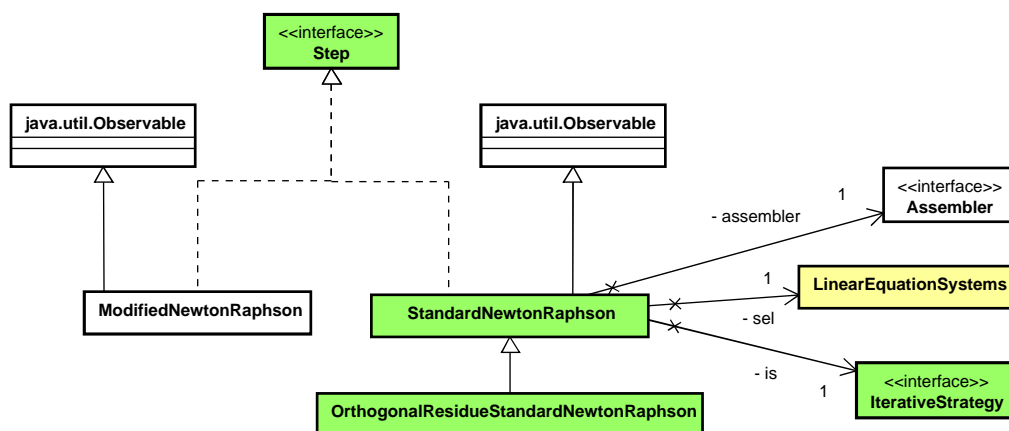 <<interface>>
Step
java.util.Observable
java.util.Observable
<<interface>>
Assembler
1
- assembler
1
LinearEquationSystems
- sel
ModifiedNewtonRaphson
StandardNewtonRaphson
- is
1
<<interface>>
IterativeStrategy
OrthogonalResidueStandardNewtonRaphson